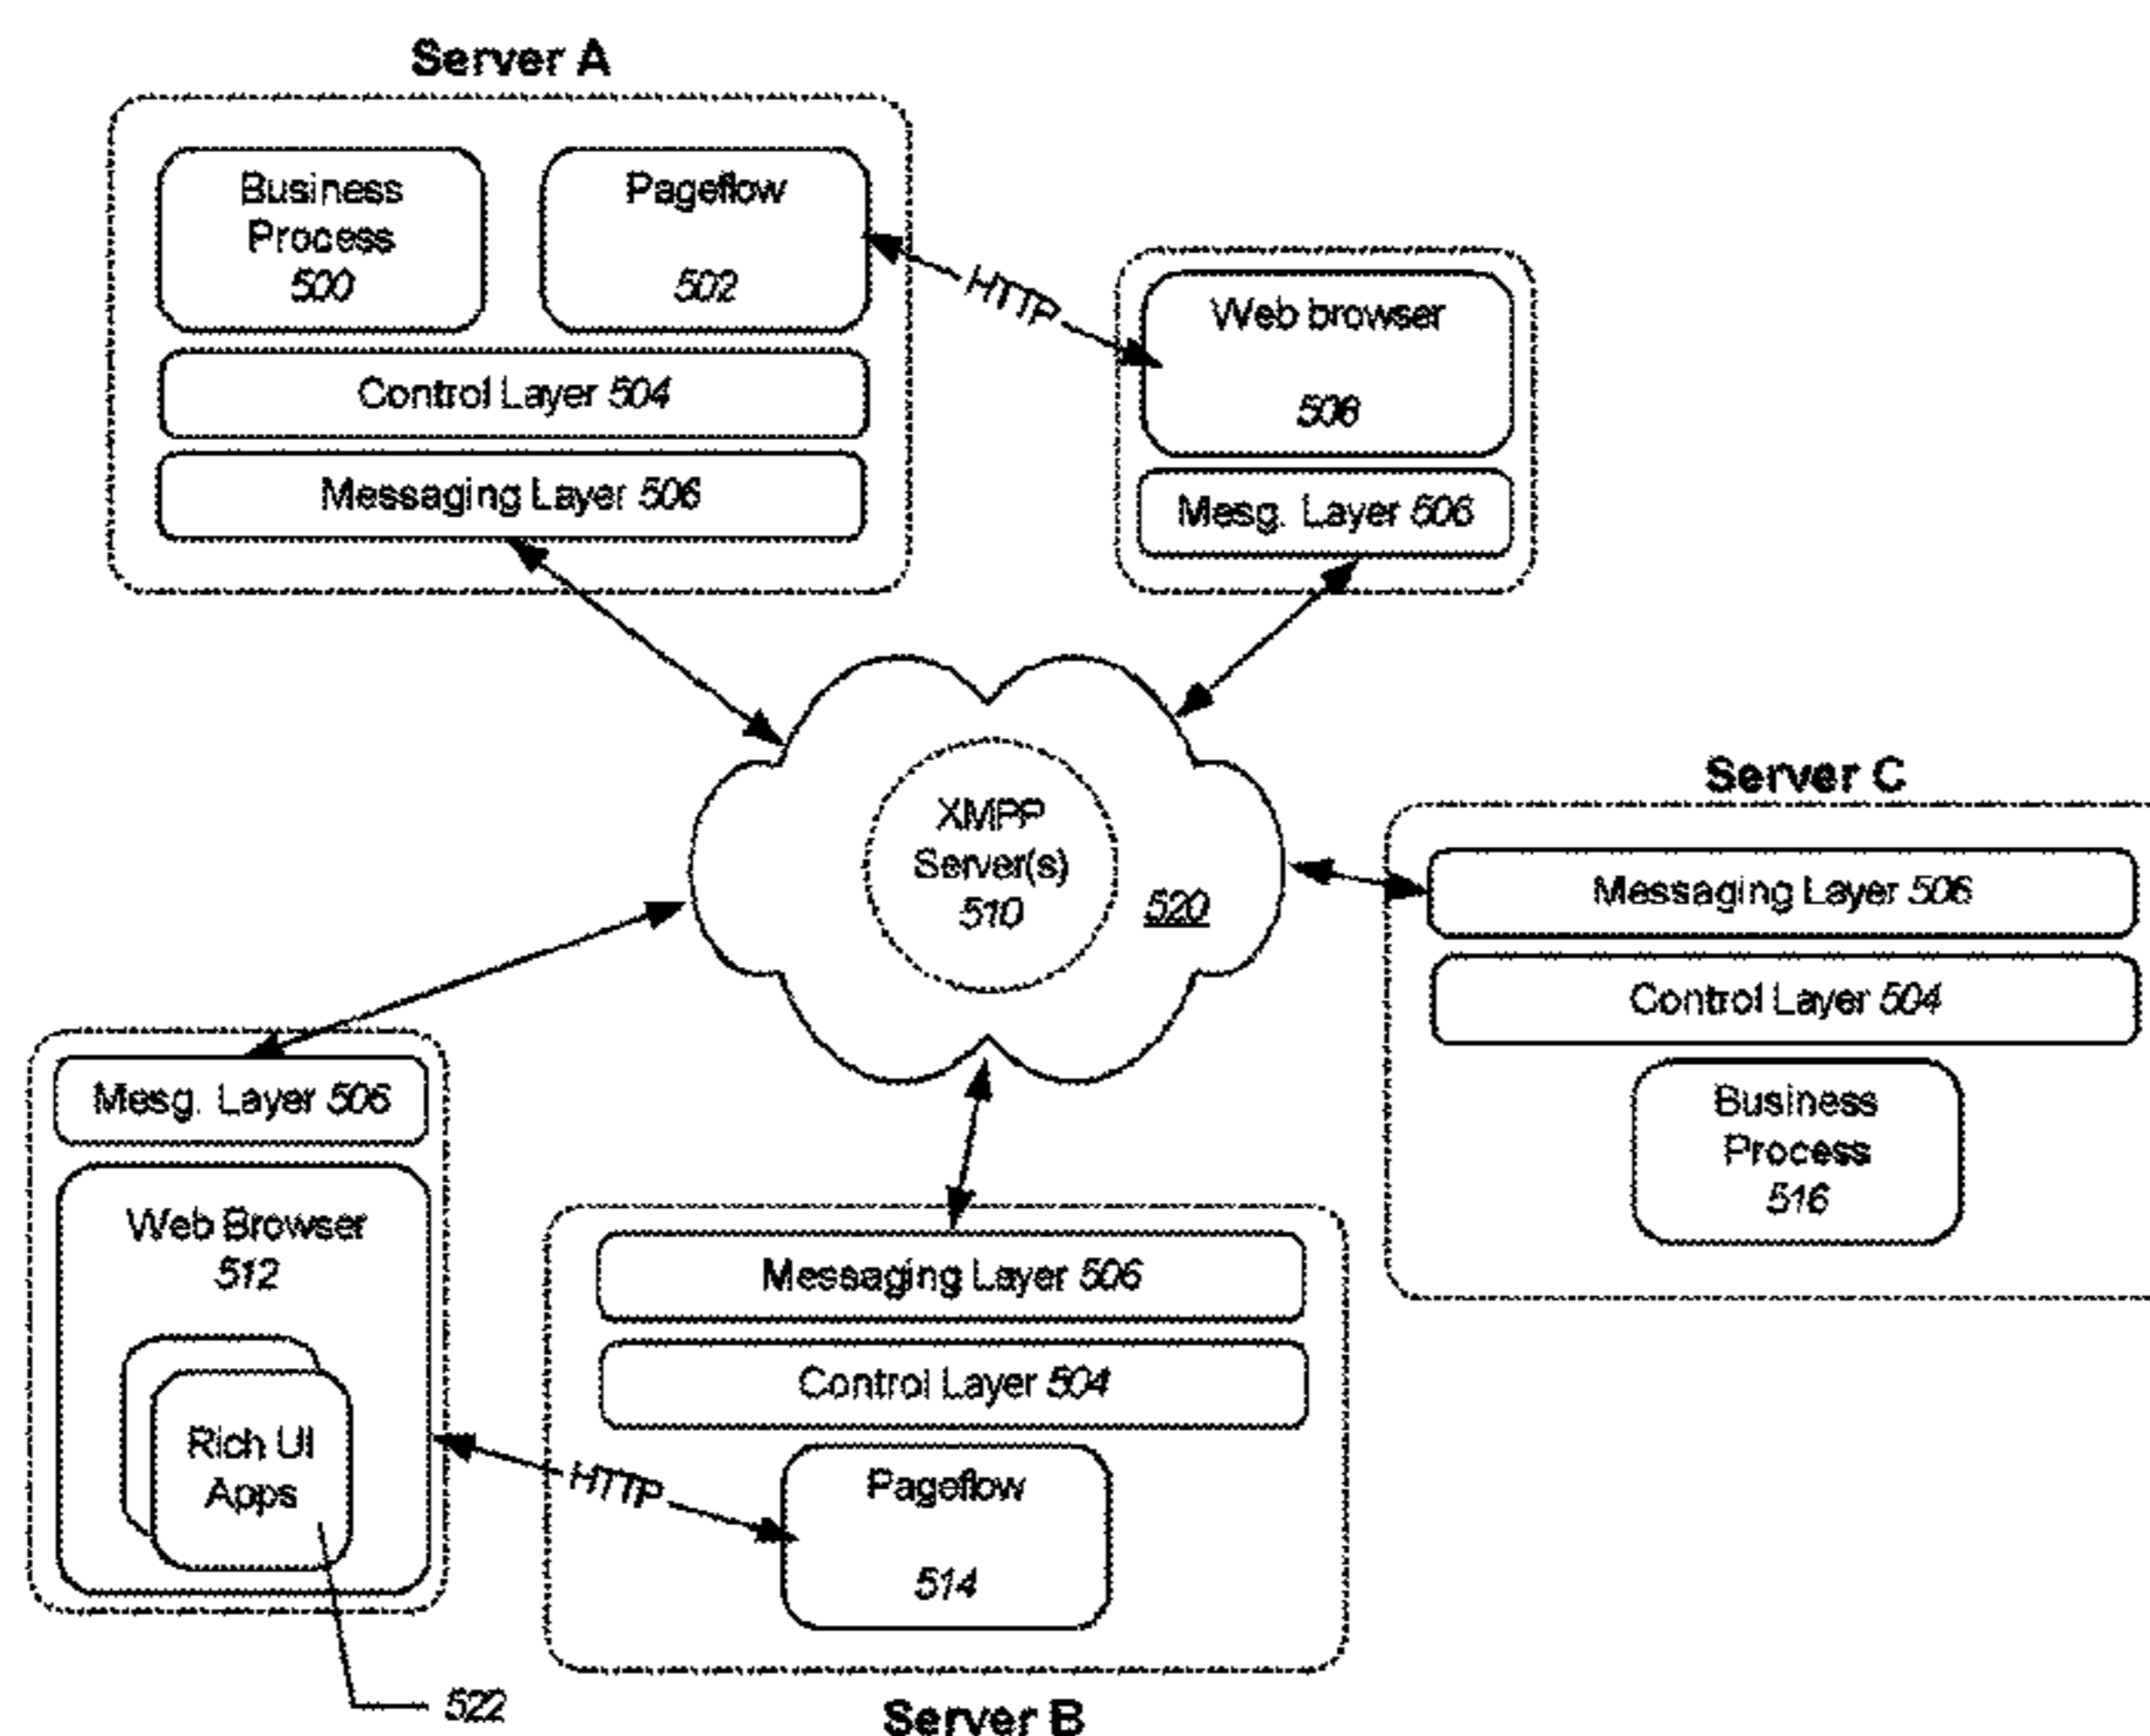 Server A
Business
Process
500
Pageflow
502
Control Layer 504
Messaging Layer 506
HTTP
Web browser
508
Mesg. Layer 506
XMPP
Server(s)
510
520
Server C
Messaging Layer 506
Control Layer 504
Business
Process
516
Mesg. Layer 506
Web Browser
512
Rich UI
Apps
522
HTTP
Messaging Layer 506
Control Layer 504
Pageflow
514
Server B